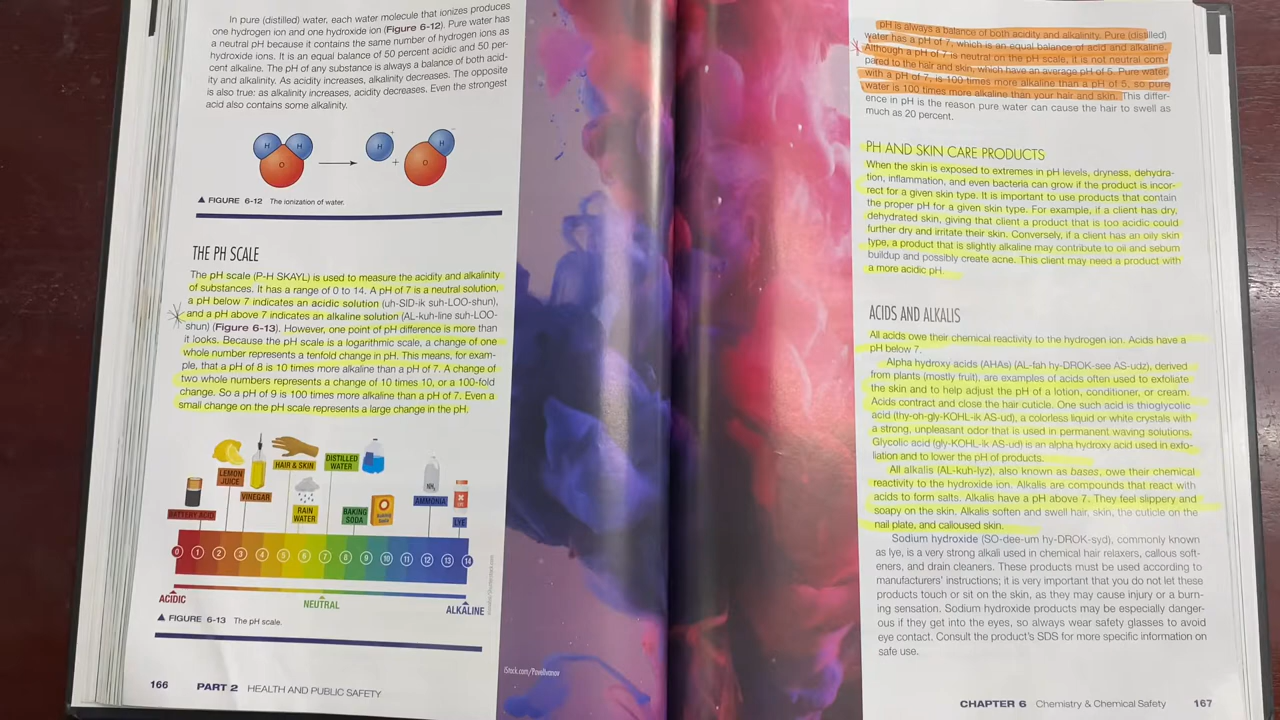 In pure (distilled) water, each water molecule that ionizes produces
one hydrogen ion and one hydroxide ion (Figure 6-12). Pure water has
a neutral pH because it contains the same number of hydrogen ions as
hydroxide ions. It is an equal balance of 50 percent acidic and 50 per-
cent alkaline. The pH of any substance is always a balance of both acid-
ity and alkalinity. As acidity increases, alkalinity decreases. The opposite
is also true: as alkalinity increases, acidity decreases. Even the strongest
acid also contains some alkalinity.
H H O → H + + O H −
▲ FIGURE 6-12 The ionization of water.
THE PH SCALE
The pH scale (P-H SKAYL) is used to measure the acidity and alkalinity
of substances. It has a range of 0 to 14. A pH of 7 is a neutral solution,
a pH below 7 indicates an acidic solution (uh-SID-ik suh-LOO-shun),
and a pH above 7 indicates an alkaline solution (AL-kuh-line suh-LOO-
shun) (Figure 6-13). However, one point of pH difference is more than
it looks. Because the pH scale is a logarithmic scale, a change of one
whole number represents a tenfold change in pH. This means, for exam-
ple, that a pH of 8 is 10 times more alkaline than a pH of 7. A change of
two whole numbers represents a change of 10 times 10, or a 100-fold
change. So a pH of 9 is 100 times more alkaline than a pH of 7. Even a
small change on the pH scale represents a large change in the pH.
BATTERY ACID
LEMON
JUICE
VINEGAR
HAIR & SKIN
RAIN
WATER
DISTILLED
WATER
BAKING
SODA
AMMONIA
LYE
0 1 2 3 4 5 6 7 8 9 10 11 12 13 14
ACIDIC
NEUTRAL
ALKALINE
▲ FIGURE 6-13 The pH scale.
166 PART 2 HEALTH AND PUBLIC SAFETY
iStock.com/PavelIvanov
pH is always a balance of both acidity and alkalinity. Pure (distilled)
water has a pH of 7, which is an equal balance of acid and alkaline.
Although a pH of 7 is neutral on the pH scale, it is not neutral com-
pared to the hair and skin, which have an average pH of 5. Pure water,
with a pH of 7, is 100 times more alkaline than a pH of 5, so pure
water is 100 times more alkaline than your hair and skin. This differ-
ence in pH is the reason pure water can cause the hair to swell as
much as 20 percent.
PH AND SKIN CARE PRODUCTS
When the skin is exposed to extremes in pH levels, dryness, dehydra-
tion, inflammation, and even bacteria can grow if the product is incor-
rect for a given skin type. It is important to use products that contain
the proper pH for a given skin type. For example, if a client has dry,
dehydrated skin, giving that client a product that is too acidic could
further dry and irritate their skin. Conversely, if a client has an oily skin
type, a product that is slightly alkaline may contribute to oil and sebum
buildup and possibly create acne. This client may need a product with
a more acidic pH.
ACIDS AND ALKALIS
All acids owe their chemical reactivity to the hydrogen ion. Acids have a
pH below 7.
Alpha hydroxy acids (AHAs) (AL-fah hy-DROK-see AS-udz), derived
from plants (mostly fruit), are examples of acids often used to exfoliate
the skin and to help adjust the pH of a lotion, conditioner, or cream.
Acids contract and close the hair cuticle. One such acid is thioglycolic
acid (thy-oh-gly-KOHL-ik AS-ud), a colorless liquid or white crystals with
a strong, unpleasant odor that is used in permanent waving solutions.
Glycolic acid (gly-KOHL-ik AS-ud) is an alpha hydroxy acid used in exfo-
liation and to lower the pH of products.
All alkalis (AL-kuh-lyz), also known as bases, owe their chemical
reactivity to the hydroxide ion. Alkalis are compounds that react with
acids to form salts. Alkalis have a pH above 7. They feel slippery and
soapy on the skin. Alkalis soften and swell hair, skin, the cuticle on the
nail plate, and calloused skin.
Sodium hydroxide (SO-dee-um hy-DROK-syd), commonly known
as lye, is a very strong alkali used in chemical hair relaxers, callous soft-
eners, and drain cleaners. These products must be used according to
manufacturers' instructions; it is very important that you do not let these
products touch or sit on the skin, as they may cause injury or a burn-
ing sensation. Sodium hydroxide products may be especially danger-
ous if they get into the eyes, so always wear safety glasses to avoid
eye contact. Consult the product's SDS for more specific information on
safe use.
CHAPTER 6 Chemistry & Chemical Safety 167